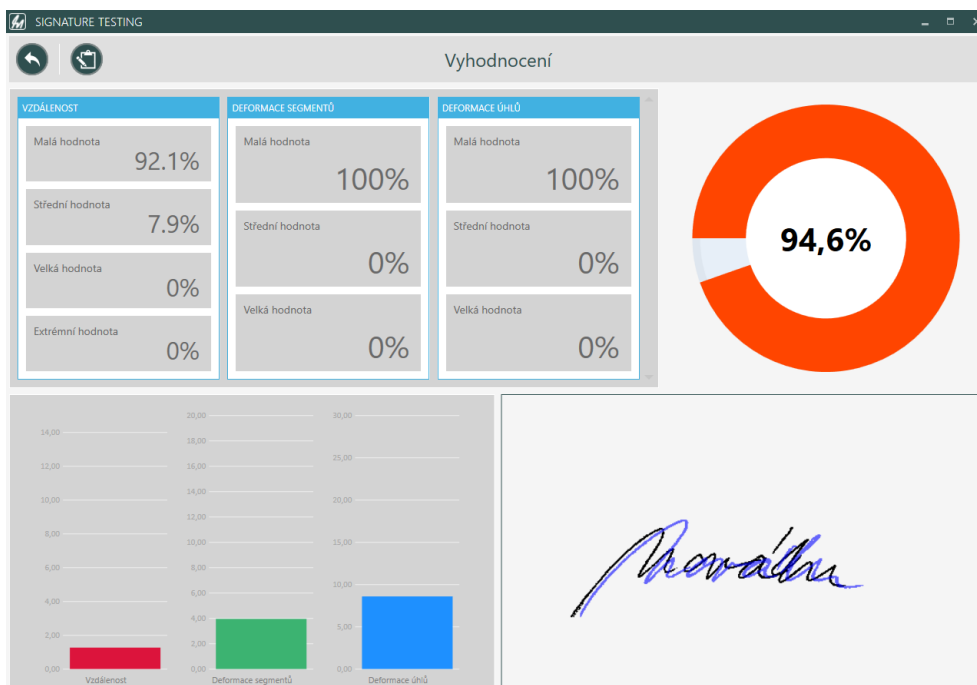 SIGNATURE TESTING
Vyhodnocení
VZDÁLENOST
Malá hodnota
92.1%
Střední hodnota
7.9%
Velká hodnota
0%
Extrémní hodnota
0%
DEFORMACE SEGMENTŮ
Malá hodnota
100%
Střední hodnota
0%
Velká hodnota
0%
DEFORMACE ÚHLŮ
Malá hodnota
100%
Střední hodnota
0%
Velká hodnota
0%
94,6%
14,00
12,00
10,00
8,00
6,00
4,00
2,00
0,00
Vzdálenost
20,00
18,00
16,00
14,00
12,00
10,00
8,00
6,00
4,00
2,00
0,00
Deformace segmentů
30,00
25,00
20,00
15,00
10,00
5,00
0,00
Deformace úhlů